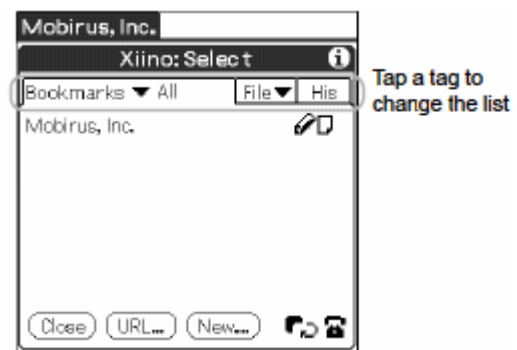 Mobirus, Inc.
Xiino: Select
Bookmarks ▼ All File▼ His
Mobirus, Inc.
Close URL... New...
Tap a tag to
change the list